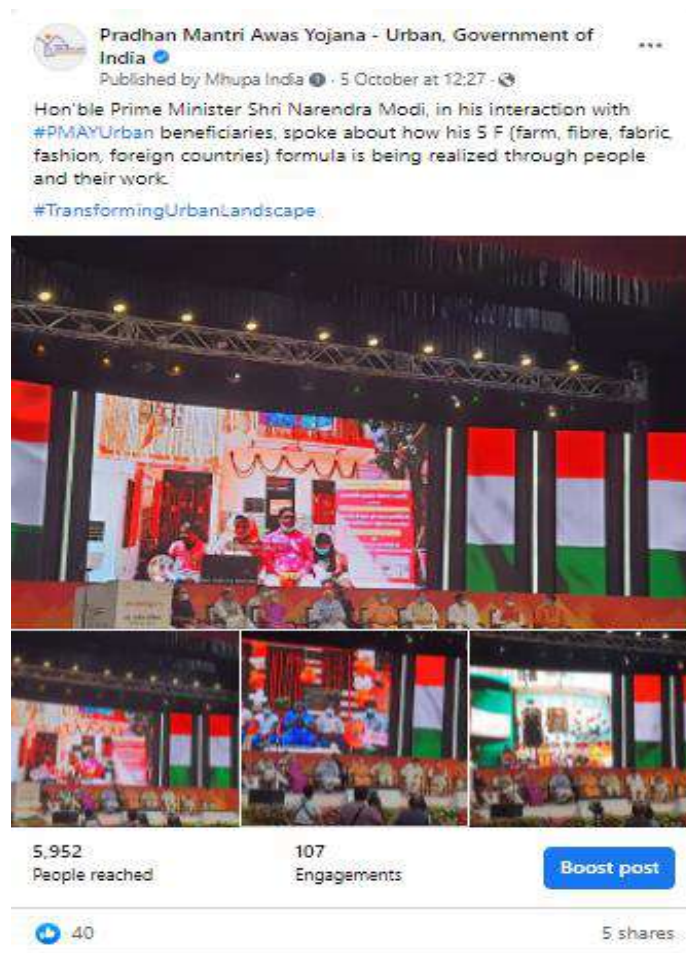 Pradhan Mantri Awas Yojana - Urban, Government of
India
Published by Mhupa India · 5 October at 12:27 ·
Hon'ble Prime Minister Shri Narendra Modi, in his interaction with
#PMAYUrban beneficiaries, spoke about how his 5 F (farm, fibre, fabric,
fashion, foreign countries) formula is being realized through people
and their work.
#TransformingUrbanLandscape
5,952
People reached
107
Engagements
Boost post
40
5 shares